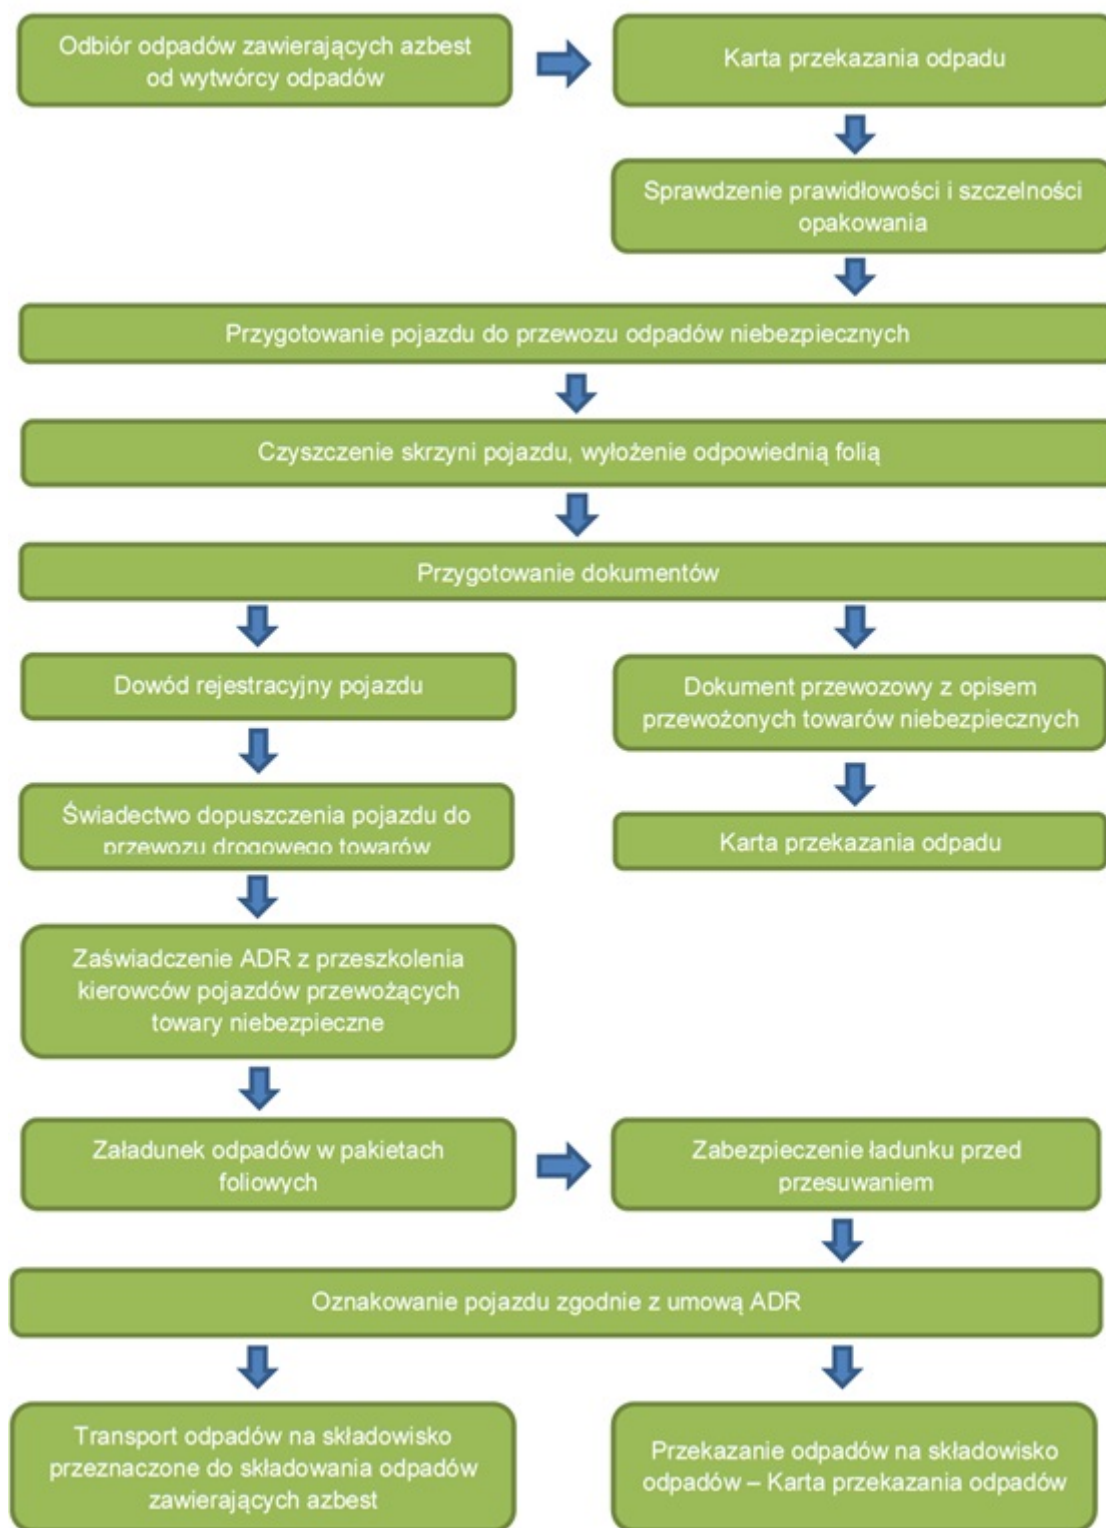 Odbiór odpadów zawierających azbest
od wytwórcy odpadów
Karta przekazania odpadu
Sprawdzenie prawidłowości i szczelności
opakowania
Przygotowanie pojazdu do przewozu odpadów niebezpiecznych
Czyszczenie skrzyni pojazdu, wyłożenie odpowiednią folią
Przygotowanie dokumentów
Dowód rejestracyjny pojazdu
Dokument przewozowy z opisem
przewożonych towarów niebezpiecznych
Świadectwo dopuszczenia pojazdu do
przewozu drogowego towarów
Karta przekazania odpadu
Zaświadczenie ADR z przeszkolenia
kierowców pojazdów przewożących
towary niebezpieczne
Załadunek odpadów w pakietach
foliowych
Zabezpieczenie ładunku przed
przesuwaniem
Oznakowanie pojazdu zgodnie z umową ADR
Transport odpadów na składowisko
przeznaczone do składowania odpadów
zawierających azbest
Przekazanie odpadów na składowisko
odpadów – Karta przekazania odpadów